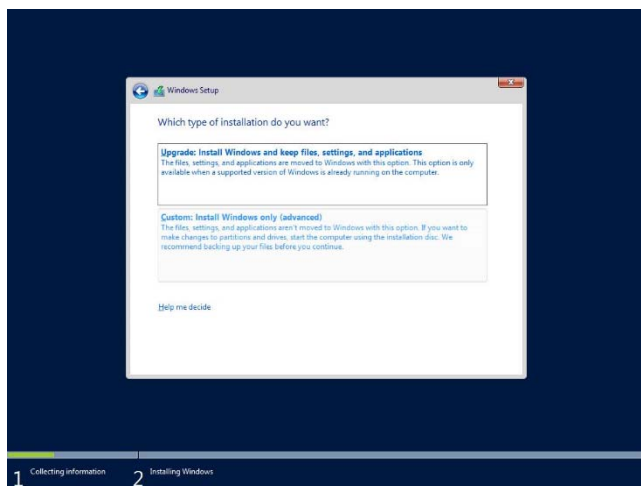 Windows Setup
Which type of installation do you want?
Upgrade: Install Windows and keep files, settings, and applications
The files, settings, and applications are moved to Windows with this option. This option is only
available when a supported version of Windows is already running on the computer.
Custom: Install Windows only (advanced)
The files, settings, and applications aren't moved to Windows with this option. If you want to
make changes to partitions and drives, start the computer using the installation disc. We
recommend backing up your files before you continue.
Help me decide
1 Collecting information 2 Installing Windows